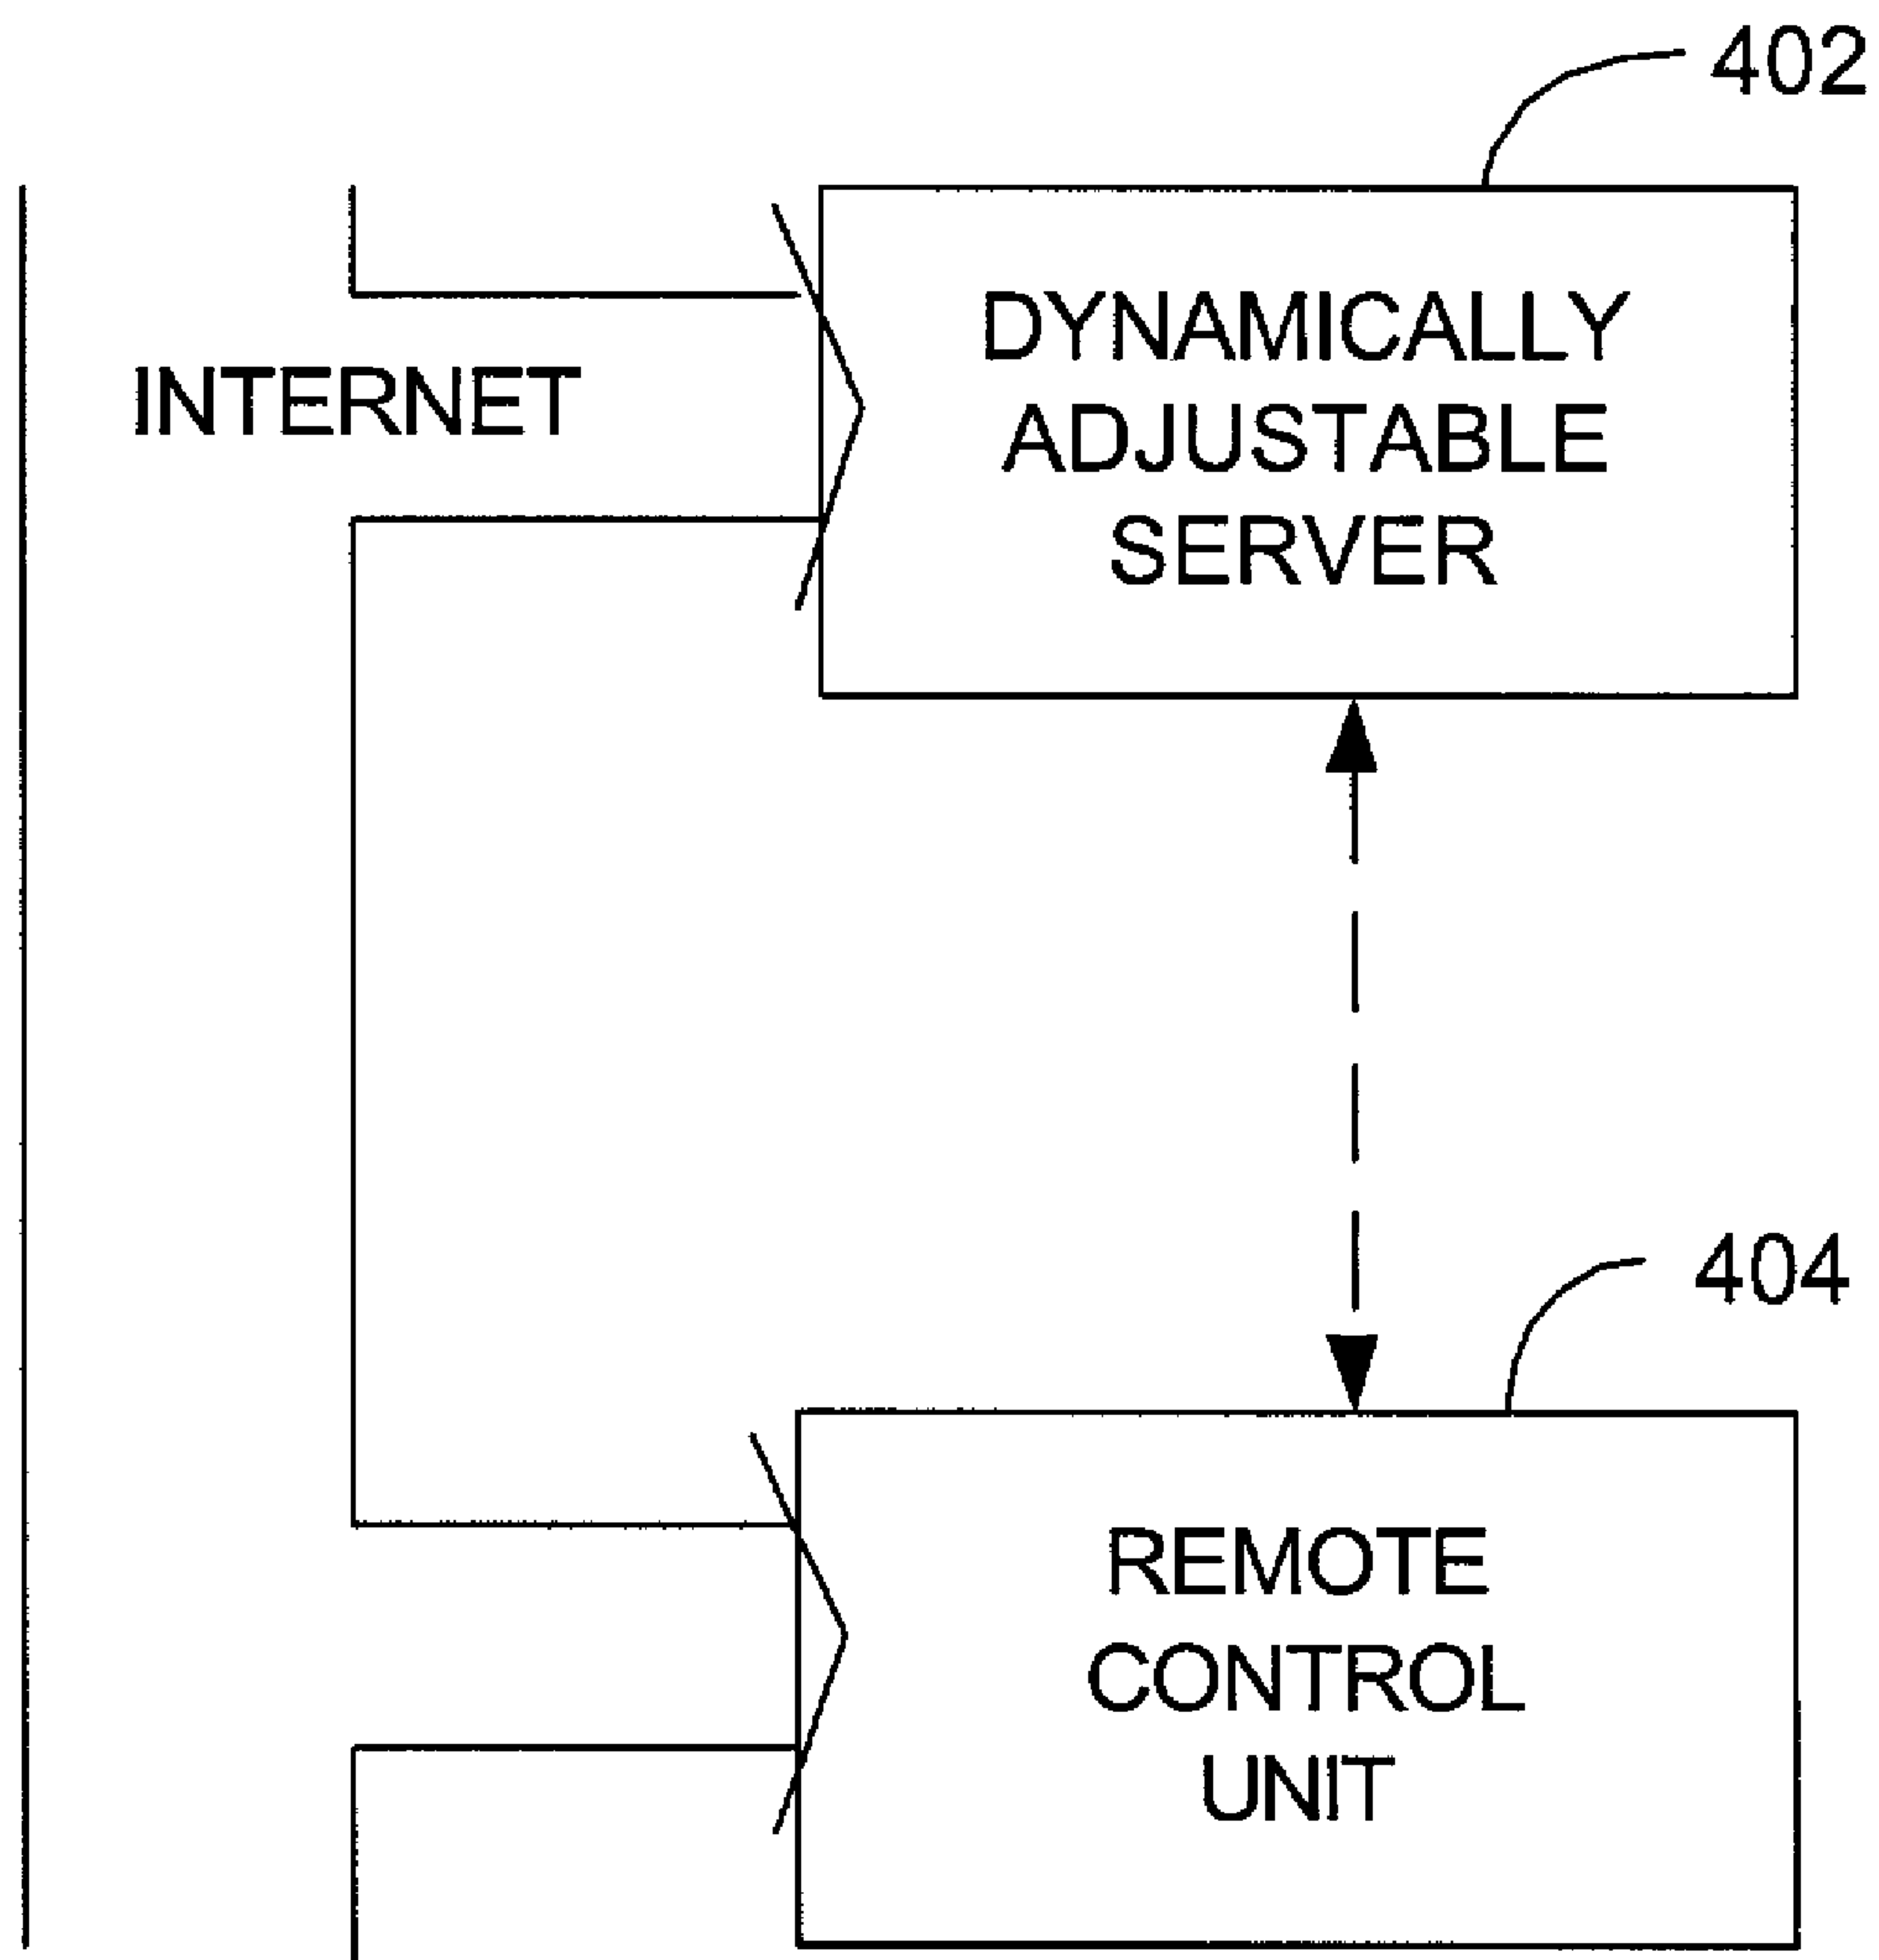 402
INTERNET
DYNAMICALLY
ADJUSTABLE
SERVER
404
REMOTE
CONTROL
UNIT